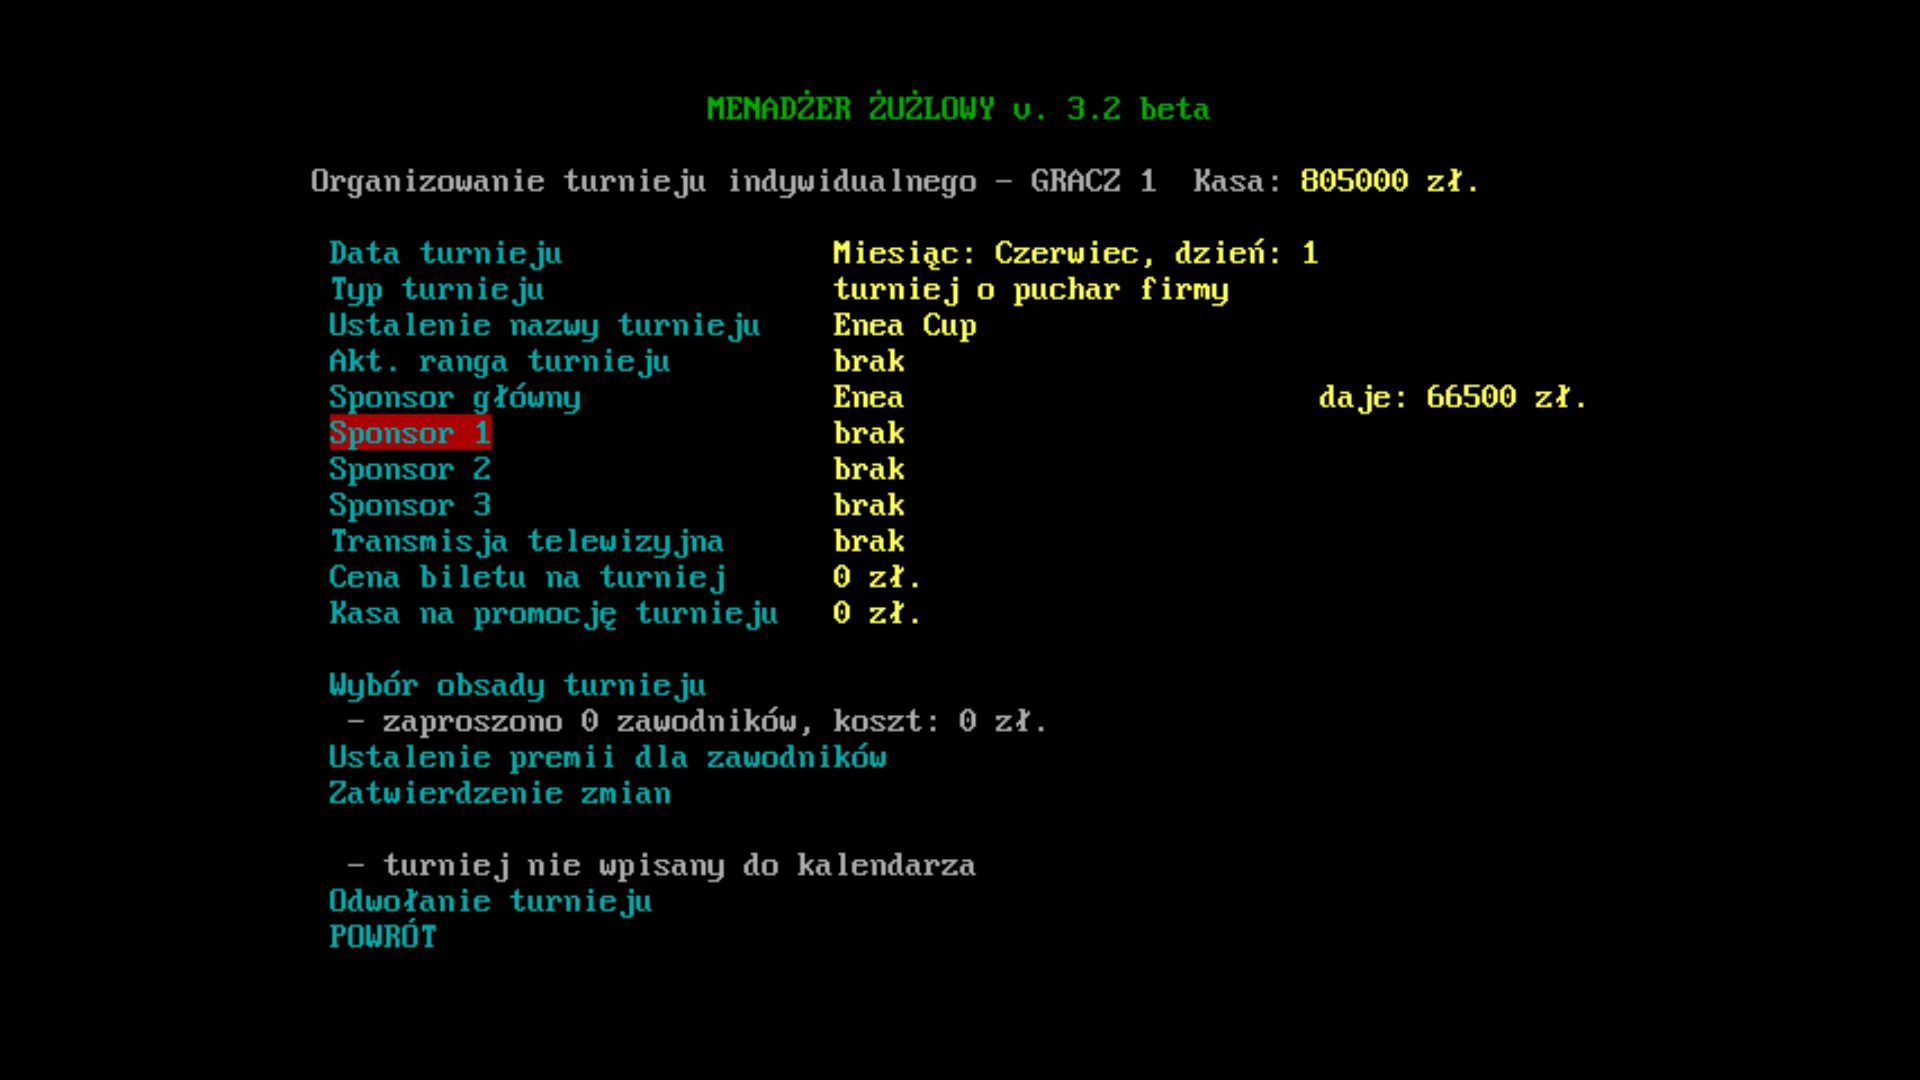 MENADŻER ŻUŻLOWY v. 3.2 beta
Organizowanie turnieju indywidualnego - GRACZ 1 Kasa: 805000 zł.
Data turnieju Miesiąc: Czerwiec, dzień: 1
Typ turnieju turniej o puchar firmy
Ustalenie nazwy turnieju Enea Cup
Akt. ranga turnieju brak
Sponsor główny Enea daje: 66500 zł.
Sponsor 1 brak
Sponsor 2 brak
Sponsor 3 brak
Transmisja telewizyjna brak
Cena biletu na turniej 0 zł.
Kasa na promocję turnieju 0 zł.
Wybór obsady turnieju
- zaproszono 0 zawodników, koszt: 0 zł.
Ustalenie premii dla zawodników
Zatwierdzenie zmian
- turniej nie wpisany do kalendarza
Odwołanie turnieju
POWRÓT